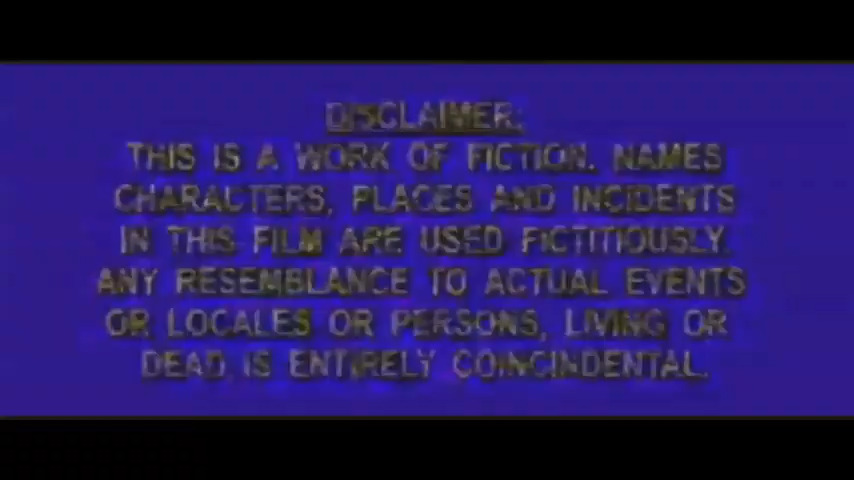 DISCLAIMER:
THIS IS A WORK OF FICTION. NAMES
CHARACTERS, PLACES AND INCIDENTS
IN THIS FILM ARE USED FICTITIOUSLY.
ANY RESEMBLANCE TO ACTUAL EVENTS
OR LOCALES OR PERSONS, LIVING OR
DEAD, IS ENTIRELY COINCINDENTAL.